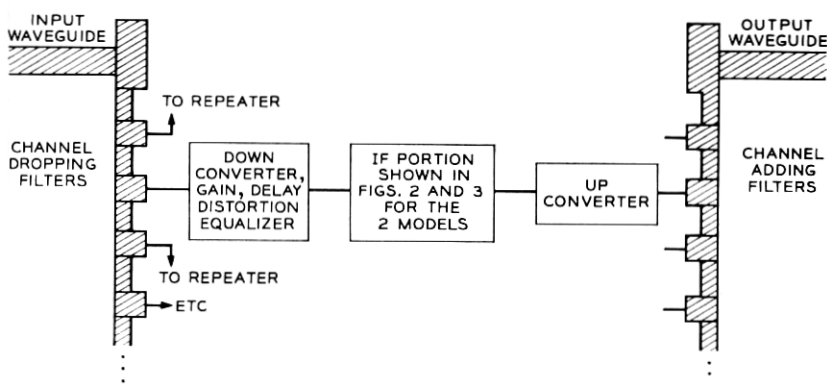 INPUT
WAVEGUIDE
OUTPUT
WAVEGUIDE
TO REPEATER
CHANNEL
DROPPING
FILTERS
DOWN
CONVERTER,
GAIN, DELAY
DISTORTION
EQUALIZER
IF PORTION
SHOWN IN
FIGS. 2 AND 3
FOR THE
2 MODELS
UP
CONVERTER
CHANNEL
ADDING
FILTERS
TO REPEATER
ETC